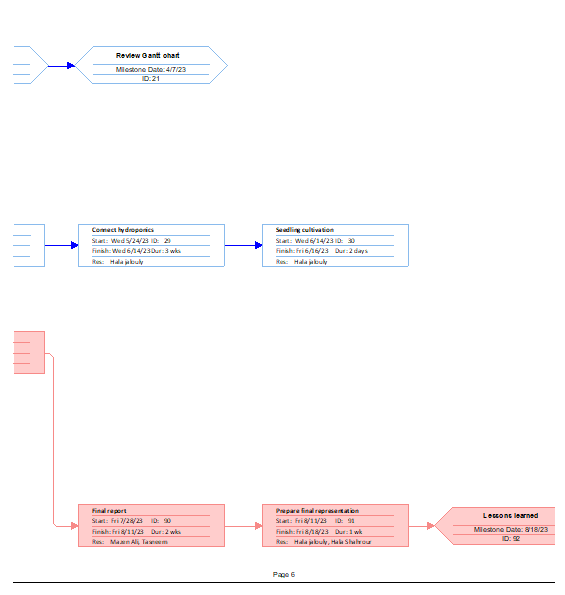 Review Gantt chart
Milestone Date: 4/7/23
ID: 21
Connect hydroponics
Start: Wed 5/24/23 ID: 29
Finish: Wed 6/14/23 Dur: 3 wks
Res: Hala jalouly
Seedling cultivation
Start: Wed 6/14/23 ID: 30
Finish: Fri 6/16/23 Dur: 2 days
Res: Hala jalouly
Final report
Start: Fri 7/28/23 ID: 90
Finish: Fri 8/11/23 Dur: 2 wks
Res: Mazen Ali, Tasneem
Prepare final representation
Start: Fri 8/11/23 ID: 91
Finish: Fri 8/18/23 Dur: 1 wk
Res: Hala jalouly, Hala Shahrour
Lessons learned
Milestone Date: 8/18/23
ID: 92
Page 6